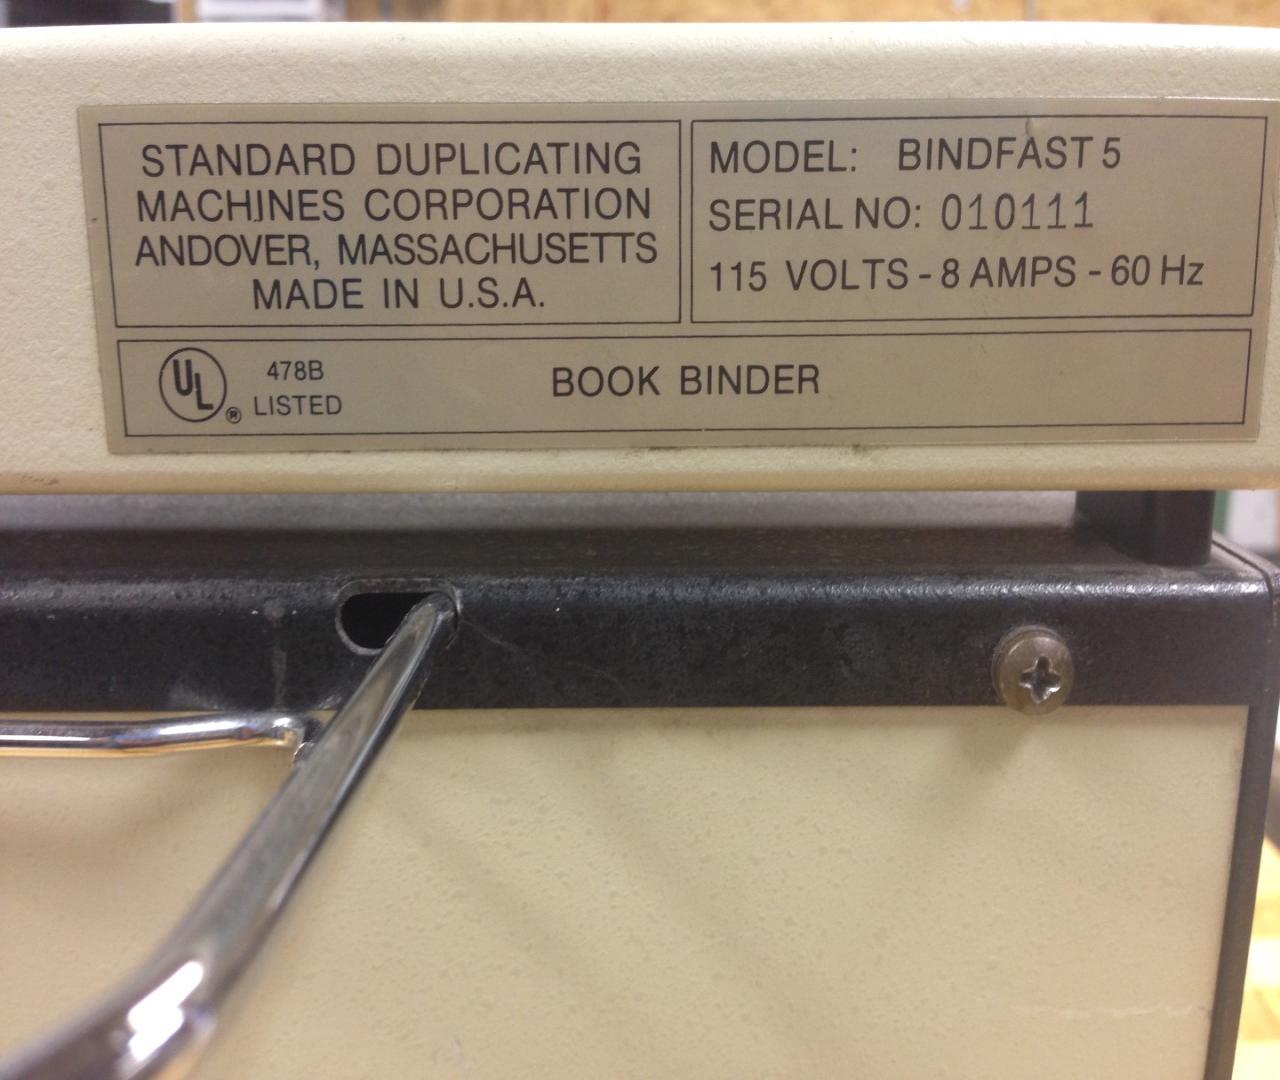 STANDARD DUPLICATING
MACHINES CORPORATION
ANDOVER, MASSACHUSETTS
MADE IN U.S.A.
MODEL: BINDFAST 5
SERIAL NO: 010111
115 VOLTS - 8 AMPS - 60 Hz
UL ®
478B
LISTED
BOOK BINDER